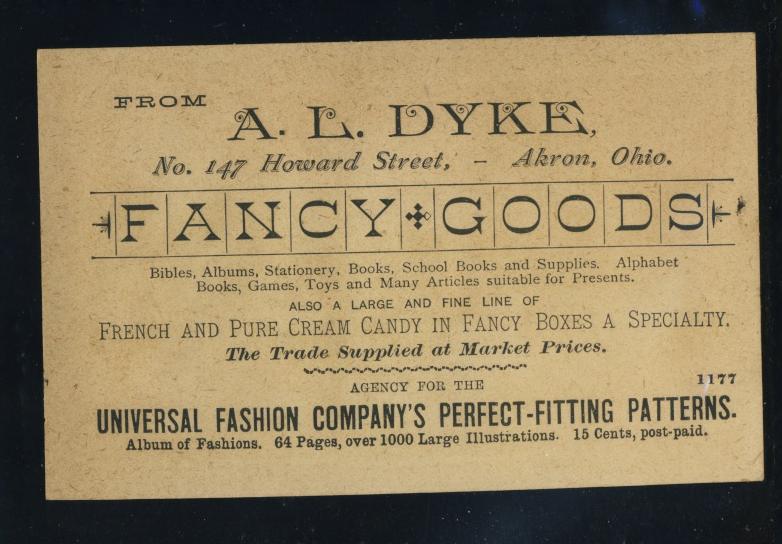 FROM
A. L. DYKE,
No. 147 Howard Street, – Akron, Ohio.
FANCY GOODS
Bibles, Albums, Stationery, Books, School Books and Supplies. Alphabet
Books, Games, Toys and Many Articles suitable for Presents.
ALSO A LARGE AND FINE LINE OF
FRENCH AND PURE CREAM CANDY IN FANCY BOXES A SPECIALTY.
The Trade Supplied at Market Prices.
1177
AGENCY FOR THE
UNIVERSAL FASHION COMPANY'S PERFECT-FITTING PATTERNS.
Album of Fashions. 64 Pages, over 1000 Large Illustrations. 15 Cents, post-paid.